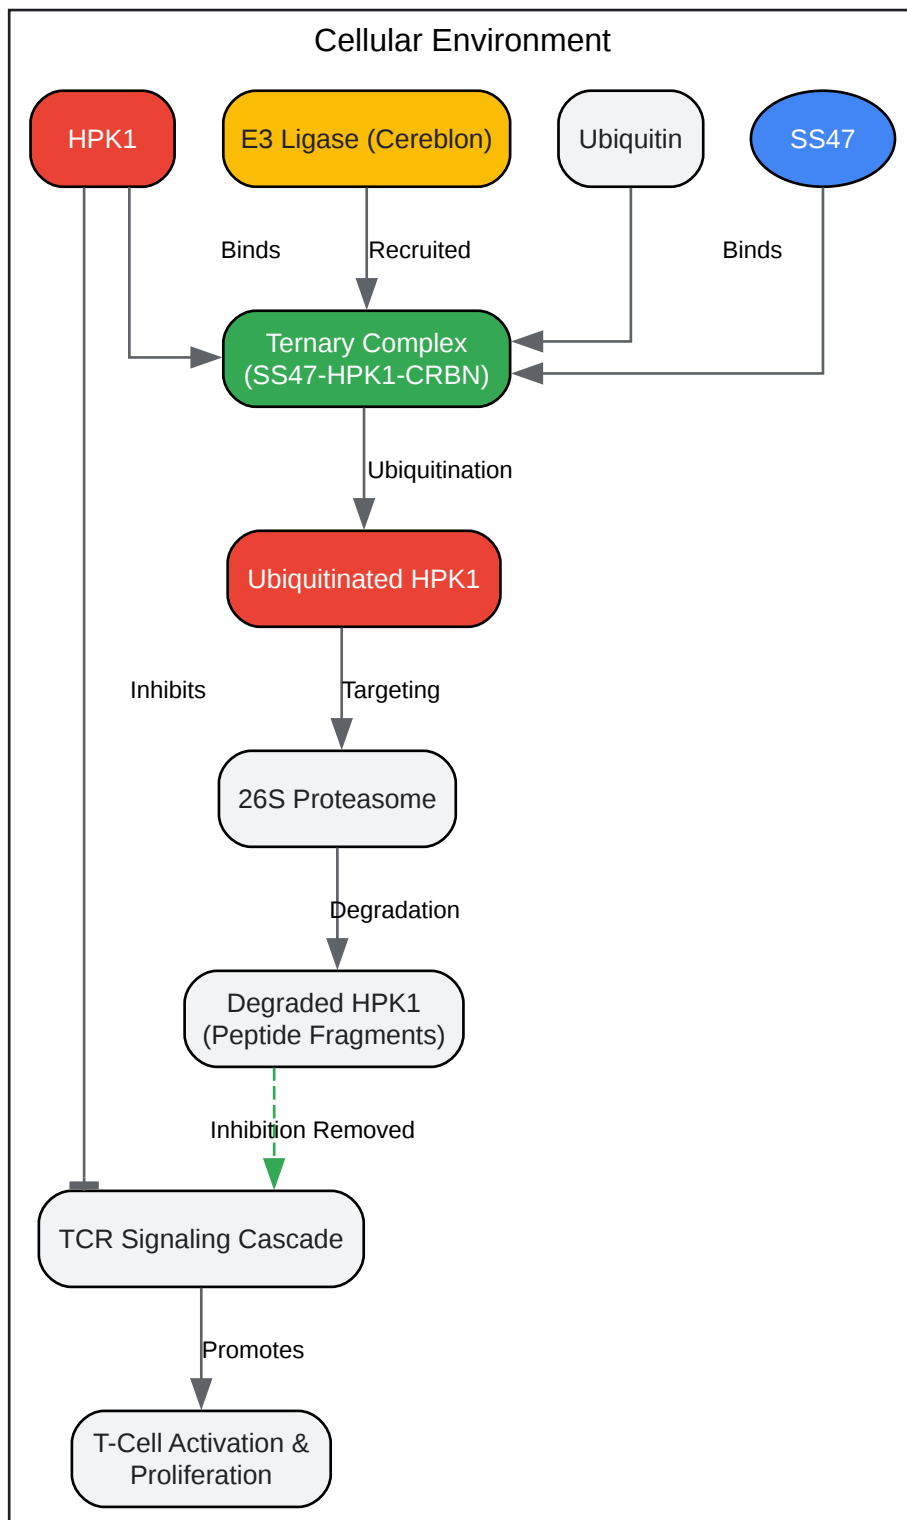 Cellular Environment
HPK1
E3 Ligase (Cereblon)
Ubiquitin
SS47
Binds
Recruited
Binds
Ternary Complex
(SS47-HPK1-CRBN)
Ubiquitination
Ubiquitinated HPK1
Inhibits
Targeting
26S Proteasome
Degradation
Degraded HPK1
(Peptide Fragments)
Inhibition Removed
TCR Signaling Cascade
Promotes
T-Cell Activation &
Proliferation